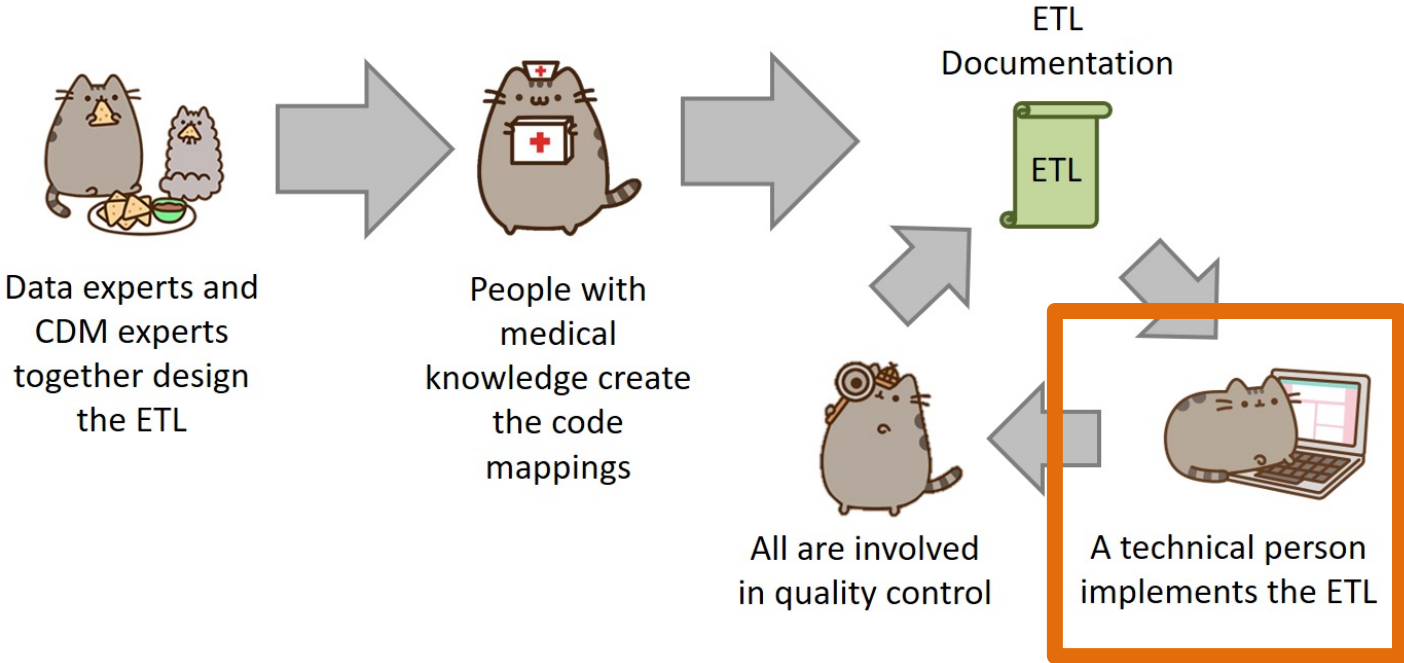 Data experts and
CDM experts
together design
the ETL
People with
medical
knowledge create
the code
mappings
ETL
Documentation
ETL
A technical person
implements the ETL
All are involved
in quality control